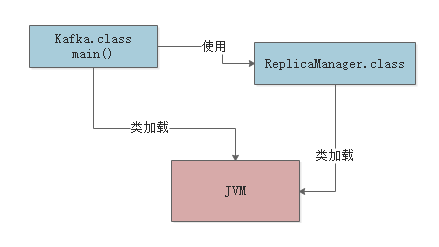 Kafka.class
main()
使用
ReplicaManager.class
类加载
类加载
JVM